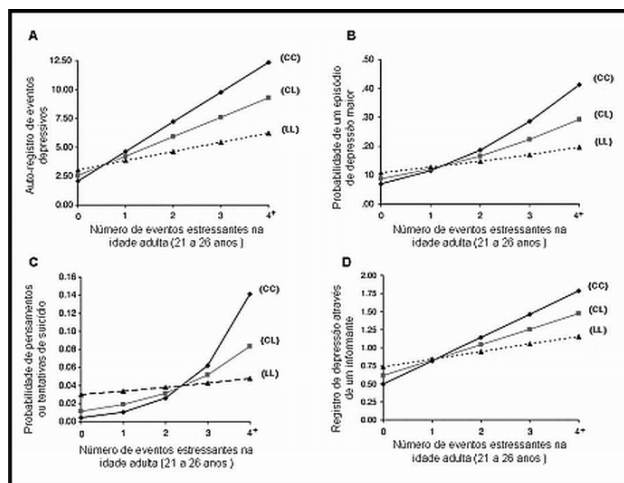 A
Auto-registro de eventos
depressivos
12.50
10.00
7.50
5.00
2.50
0.00
(CC)
(CL)
(LL)
0 1 2 3 4+
Número de eventos estressantes na
idade adulta (21 a 26 anos )
B
Probabilidade de um episódio
de depressão maior
.50
.40
.30
.20
.10
.00
(CC)
(CL)
(LL)
0 1 2 3 4+
Número de eventos estressantes na
idade adulta (21 a 26 anos )
C
Probabilidade de pensamentos
ou tentativas de suicídio
0.16
0.14
0.12
0.10
0.08
0.06
0.04
0.02
0.00
(CC)
(CL)
(LL)
0 1 2 3 4+
Número de eventos estressantes na
idade adulta (21 a 26 anos )
D
Registro de depressão através
de um informante
2.00
1.75
1.50
1.25
1.00
0.75
0.50
0.25
0.00
(CC)
(CL)
(LL)
0 1 2 3 4+
Número de eventos estressantes na
idade adulta (21 a 26 anos )